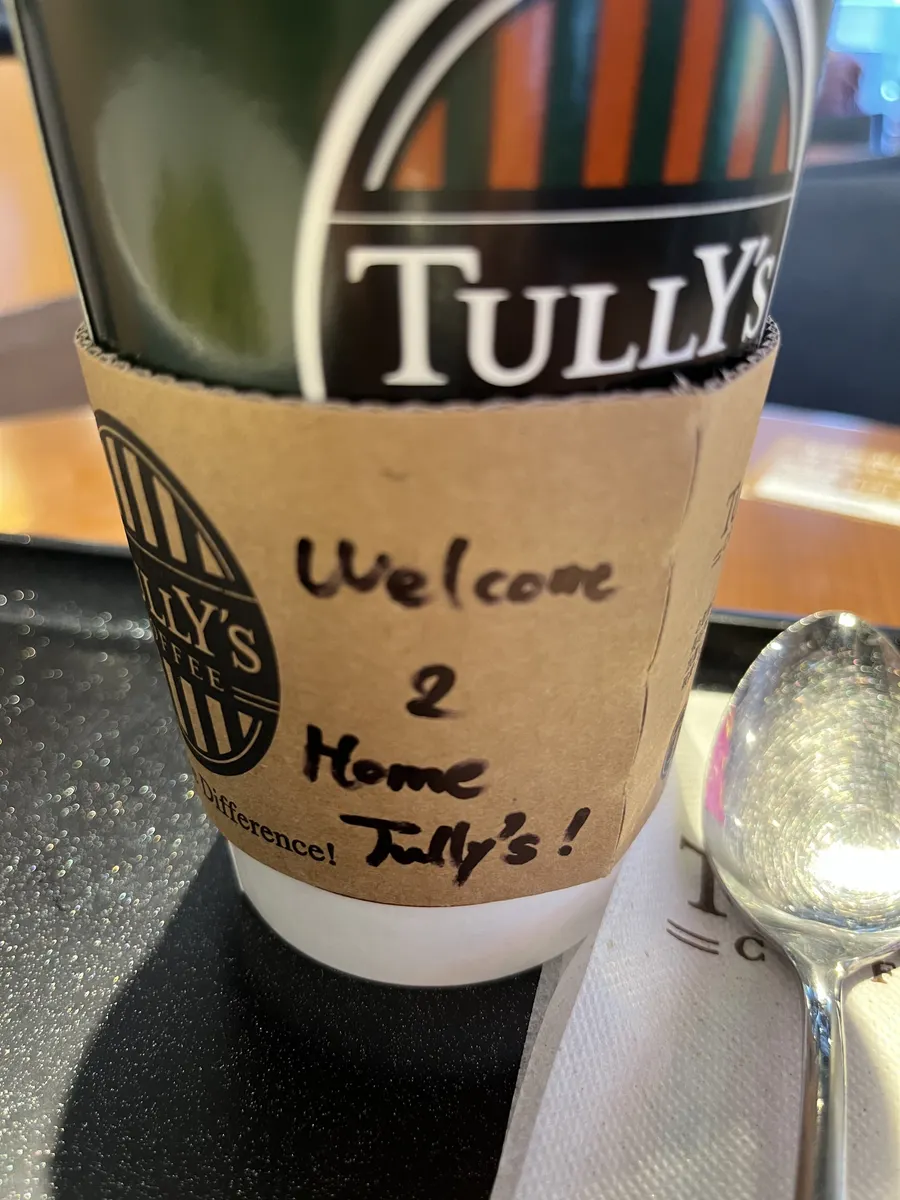 TULLY'S
Welcome
2
Home
Tully's!
LLY'S
FFEE
Difference!
T
C F